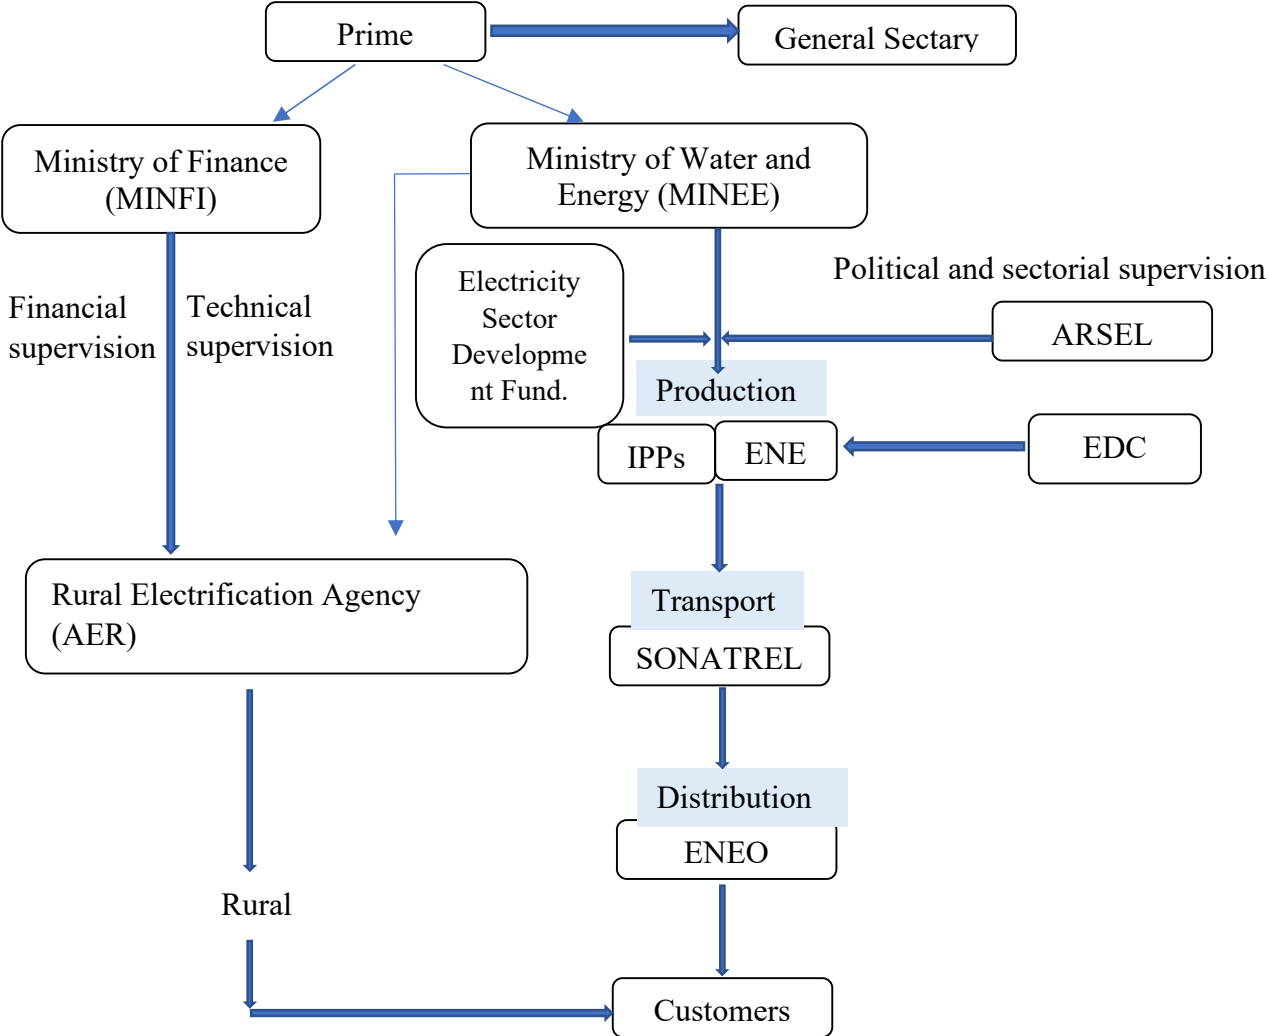 Prime
General Sectary
Ministry of Finance
(MINFI)
Ministry of Water and
Energy (MINEE)
Financial
supervision
Technical
supervision
Electricity
Sector
Developme
nt Fund.
Political and sectorial supervision
ARSEL
Production
IPPs
ENE
EDC
Rural Electrification Agency
(AER)
Transport
SONATREL
Distribution
ENEO
Rural
Customers